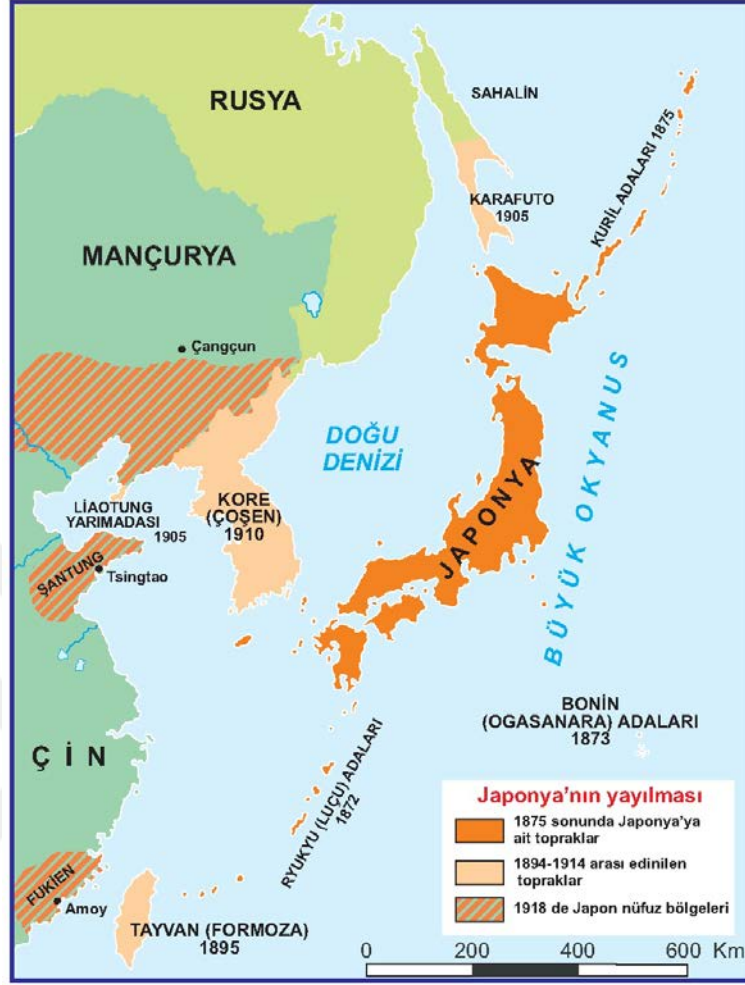 RUSYA
SAHALİN
KURİL ADALARI 1875
KARAFUTO
1905
MANÇURYA
Çangçun
DOĞU
DENİZİ
BÜYÜK OKYANUS
JAPONYA
LİAOTUNG
YARIMADASI
1905
KORE
(ÇOŞEN)
1910
ŞANTUNG
Tsingtao
BONİN
(OGASANARA) ADALARI
1873
ÇİN
RYUKYU (LUÇU) ADALARI
1872
FUKİEN
Amoy
TAYVAN (FORMOZA)
1895
Japonya'nın yayılması
1875 sonunda Japonya'ya
ait topraklar
1894-1914 arası edinilen
topraklar
1918 de Japon nüfuz bölgeleri
0 200 400 600 Km